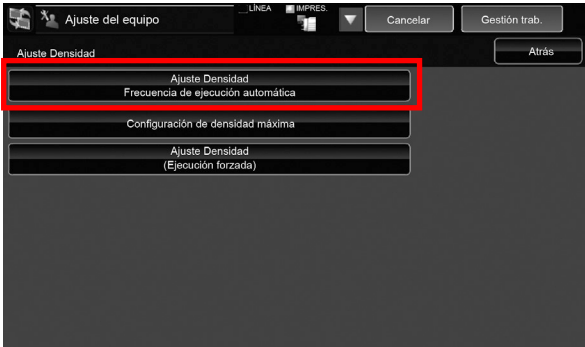 Ajuste del equipo
LÍNEA
IMPRES.
Cancelar
Gestión trab.
Ajuste Densidad
Atrás
Ajuste Densidad
Frecuencia de ejecución automática
Configuración de densidad máxima
Ajuste Densidad
(Ejecución forzada)